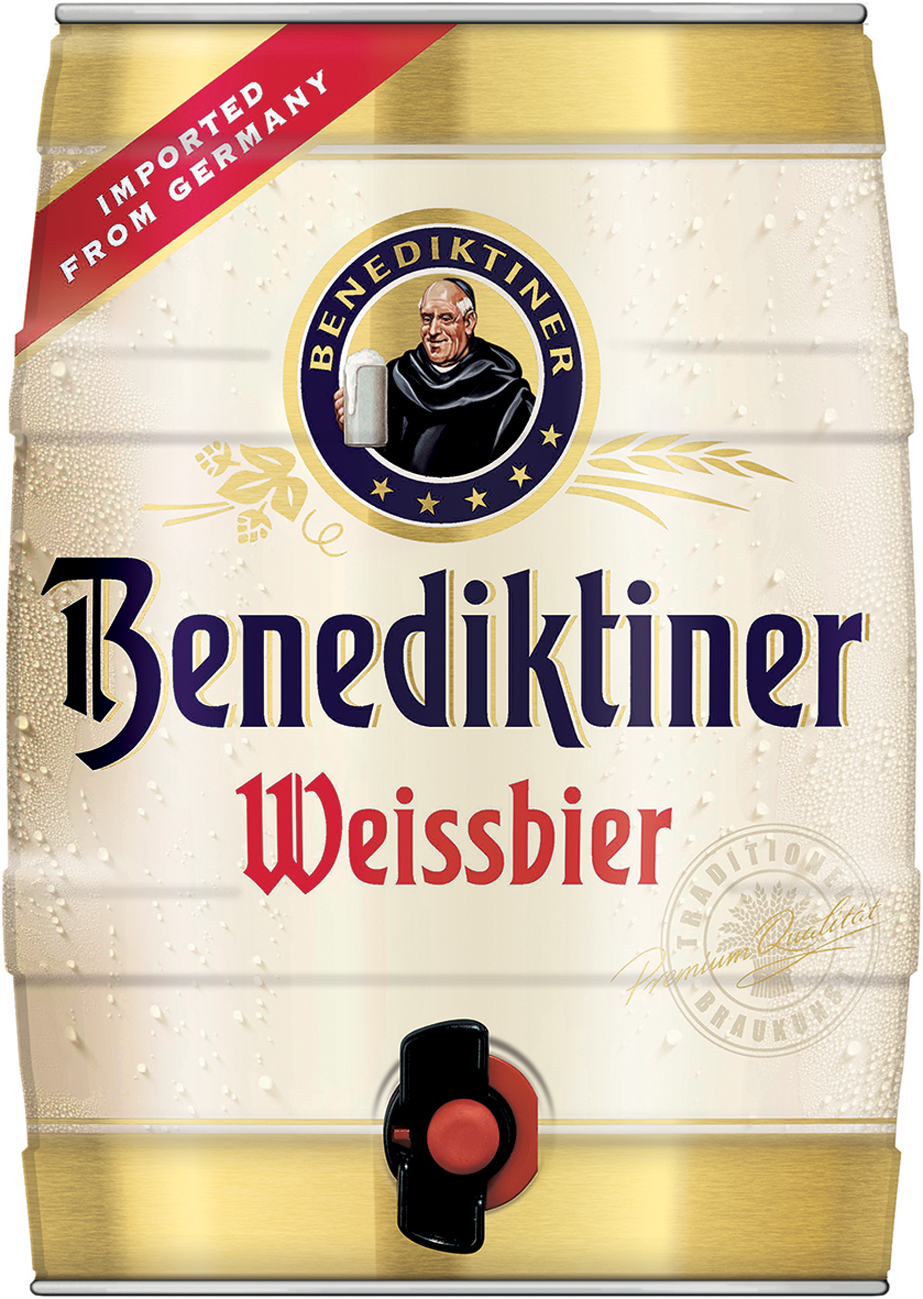 IMPORTED
FROM GERMANY
BENEDIKTINER
Benediktiner
Weissbier
TRADITIONELLE
Premium Qualität
BRAUKUNST